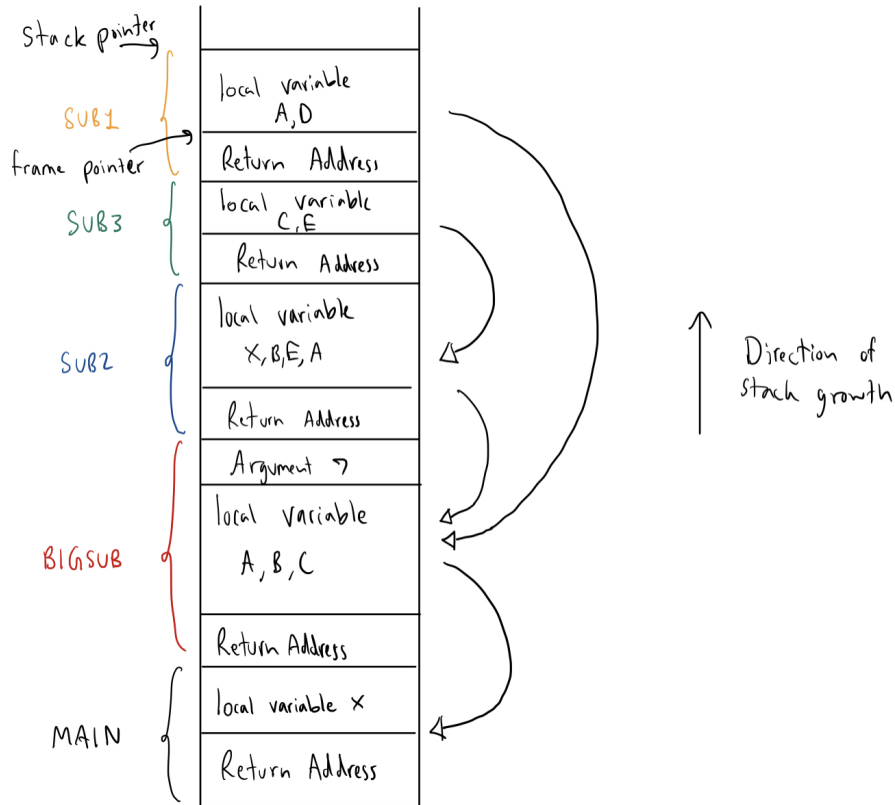 Stack pointer
local variable
A, D
SUB1
frame pointer
Return Address
local variable
C, E
SUB3
Return Address
local variable
X, B, E, A
SUB2
Return Address
Direction of
stack growth
Argument 7
local variable
A, B, C
BIGSUB
Return Address
local variable x
MAIN
Return Address